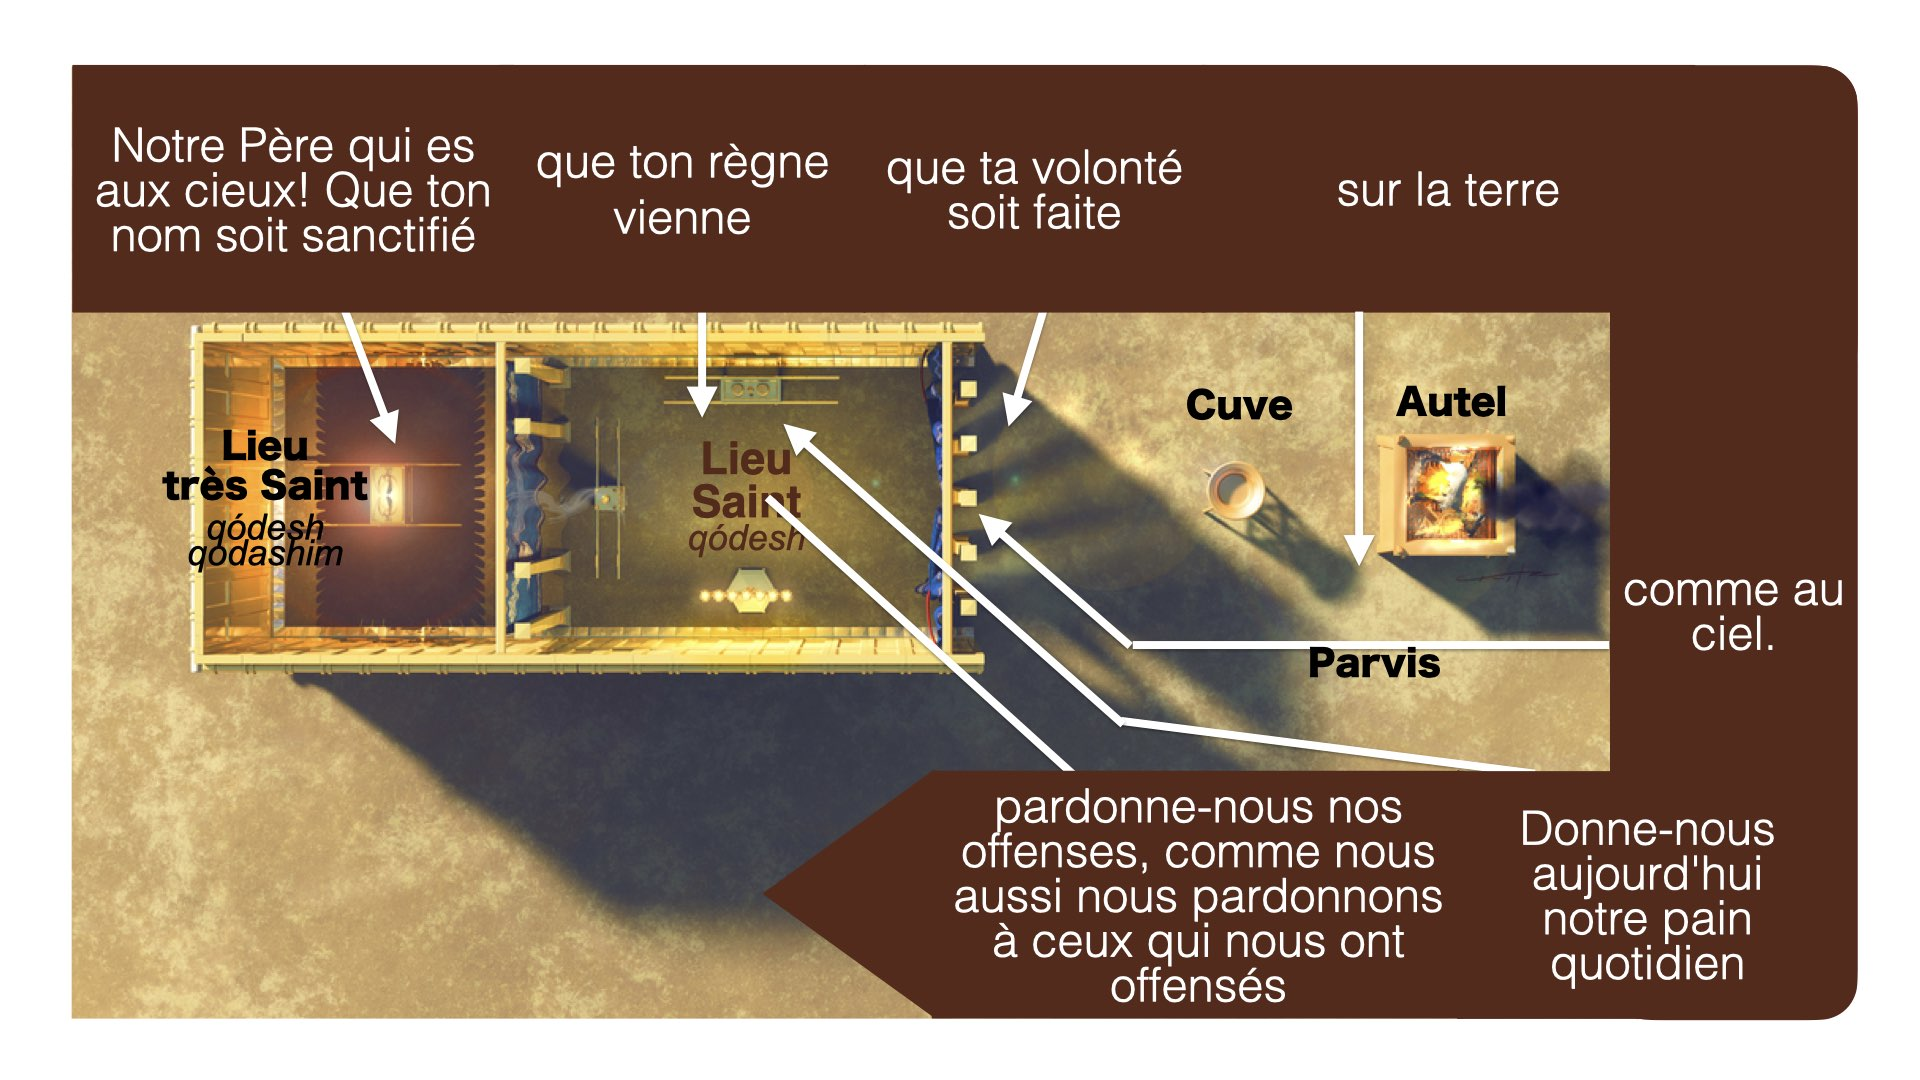 Notre Père qui es
aux cieux! Que ton
nom soit sanctifié
que ton règne
vienne
que ta volonté
soit faite
sur la terre
Lieu
très Saint
qódesh
qodashim
Lieu
Saint
qódesh
Cuve
Autel
Parvis
comme au
ciel.
Donne-nous
aujourd'hui
notre pain
quotidien
pardonne-nous nos
offenses, comme nous
aussi nous pardonnons
à ceux qui nous ont
offensés